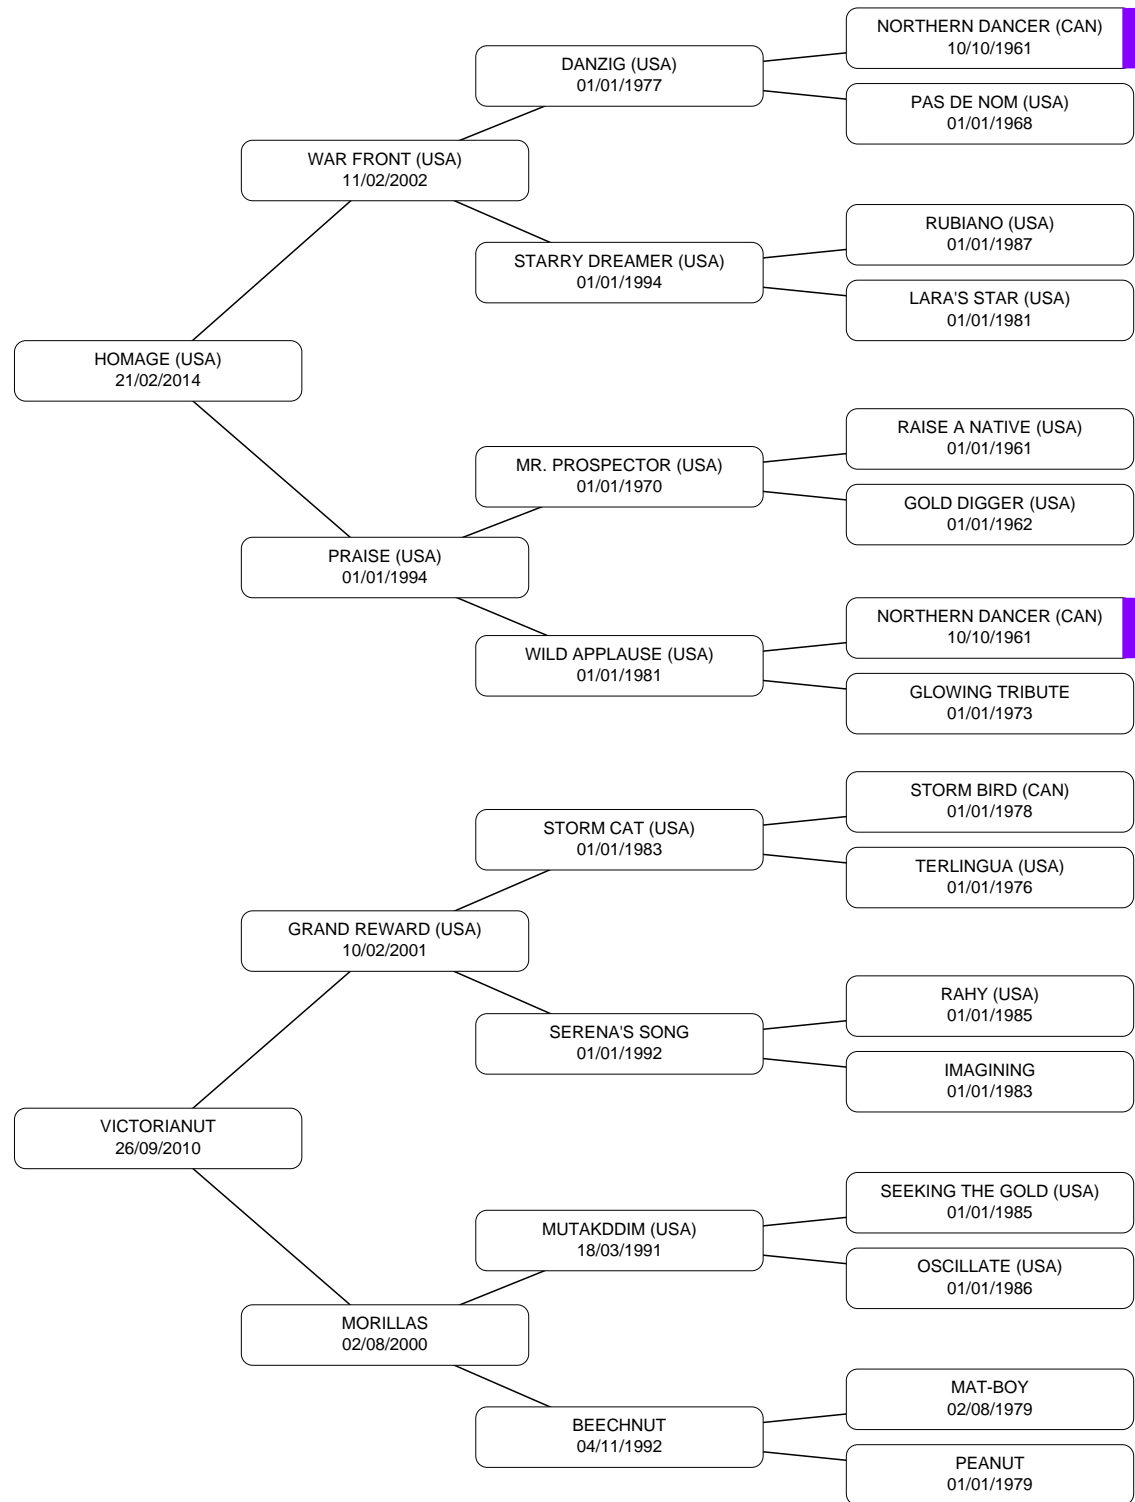 NORTHERN DANCER (CAN)
10/10/1961
DANZIG (USA)
01/01/1977
PAS DE NOM (USA)
01/01/1968
WAR FRONT (USA)
11/02/2002
RUBIANO (USA)
01/01/1987
STARRY DREAMER (USA)
01/01/1994
LARA'S STAR (USA)
01/01/1981
HOMAGE (USA)
21/02/2014
RAISE A NATIVE (USA)
01/01/1961
MR. PROSPECTOR (USA)
01/01/1970
GOLD DIGGER (USA)
01/01/1962
PRAISE (USA)
01/01/1994
NORTHERN DANCER (CAN)
10/10/1961
WILD APPLAUSE (USA)
01/01/1981
GLOWING TRIBUTE
01/01/1973
STORM BIRD (CAN)
01/01/1978
STORM CAT (USA)
01/01/1983
TERLINGUA (USA)
01/01/1976
GRAND REWARD (USA)
10/02/2001
RAHY (USA)
01/01/1985
SERENA'S SONG
01/01/1992
IMAGINING
01/01/1983
VICTORIANUT
26/09/2010
SEEKING THE GOLD (USA)
01/01/1985
MUTAKDDIM (USA)
18/03/1991
OSCILLATE (USA)
01/01/1986
MORILLAS
02/08/2000
MAT-BOY
02/08/1979
BEECHNUT
04/11/1992
PEANUT
01/01/1979